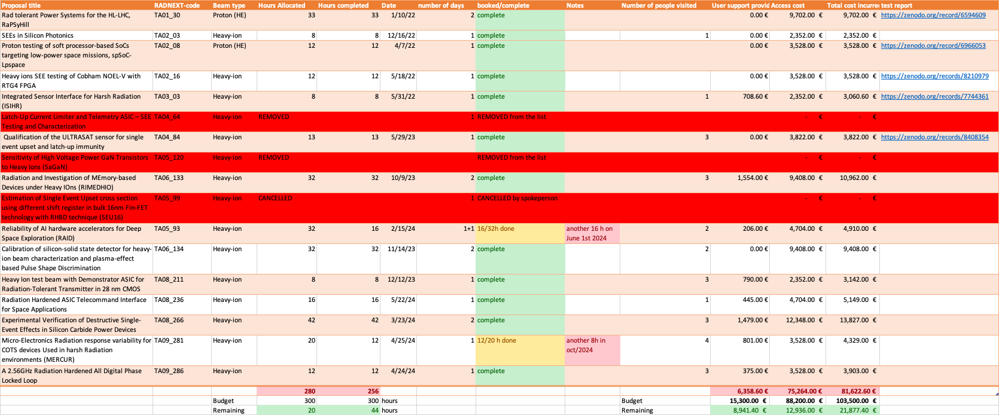 Proposal title RADNEXT-code Beam type Hours Allocated Hours completed Date number of days booked/complete Notes Number of people visited User support provid Access cost Total cost incurre test report
Rad tolerant Power Systems for the HL-LHC, TA01_30 Proton (HE) 33 33 1/10/22 2 complete 0.00 € 9,702.00 € 9,702.00 € https://zenodo.org/record/6594609
RaPSyHill
SEEs in Silicon Photonics TA02_03 Heavy-ion 8 8 12/16/22 1 complete 1 0.00 € 2,352.00 € 2,352.00 €
Proton testing of soft processor-based SoCs TA02_08 Proton (HE) 12 12 4/7/22 1 complete 0.00 € 3,528.00 € 3,528.00 € https://zenodo.org/record/6966053
targeting low-power space missions, spSoC-
Lpspace
Heavy ions SEE testing of Cobham NOEL-V with TA02_16 Heavy-ion 12 12 5/18/22 1 complete 0.00 € 3,528.00 € 3,528.00 € https://zenodo.org/records/8210979
RTG4 FPGA
Integrated Sensor Interface for Harsh Radiation TA03_03 Heavy-ion 8 8 5/31/22 1 complete 1 708.60 € 2,352.00 € 3,060.60 € https://zenodo.org/records/7744361
(ISIHR)
Latch-Up Current Limiter and Telemetry ASIC – SEE TA04_64 Heavy-ion REMOVED 1 REMOVED from the list - € - €
Testing and Characterization
Qualification of the ULTRASAT sensor for single TA04_84 Heavy-ion 13 13 5/29/23 1 complete 3 0.00 € 3,822.00 € 3,822.00 € https://zenodo.org/records/8408354
event upset and latch-up immunity
Sensitivity of High Voltage Power GaN Transistors TA05_120 Heavy-ion REMOVED REMOVED from the list - € - €
to Heavy Ions (SaGaN)
Radiation and Investigation of MEmory-based TA06_133 Heavy-ion 32 32 10/9/23 2 complete 3 1,554.00 € 9,408.00 € 10,962.00 €
Devices under Heavy IOns (RIMEDHIO)
Estimation of Single Event Upset cross section TA05_99 Heavy-ion CANCELLED 1 CANCELLED by spokeperson - € - €
using different shift register in bulk 16nm Fin-FET
technology with RHBD technique (SEU16)
Reliability of AI hardware accelerators for Deep TA05_93 Heavy-ion 32 16 2/15/24 1+1 16/32h done another 16 h on 2 206.00 € 4,704.00 € 4,910.00 €
Space Exploration (RAID) June 1st 2024
Calibration of silicon-solid state detector for heavy- TA06_134 Heavy-ion 32 32 11/14/23 2 complete 2 0.00 € 9,408.00 € 9,408.00 €
ion beam characterization and plasma-effect
based Pulse Shape Discrimination
Heavy Ion test beam with Demonstrator ASIC for TA08_211 Heavy-ion 8 8 12/12/23 1 complete 3 790.00 € 2,352.00 € 3,142.00 €
Radiation-Tolerant Transmitter in 28 nm CMOS
Radiation Hardened ASIC Telecommand Interface TA08_236 Heavy-ion 16 16 5/22/24 1 complete 1 445.00 € 4,704.00 € 5,149.00 €
for Space Applications
Experimental Verification of Destructive Single- TA08_266 Heavy-ion 42 42 3/23/24 2 complete 3 1,479.00 € 12,348.00 € 13,827.00 €
Event Effects in Silicon Carbide Power Devices
Micro-Electronics Radiation response variability for TA09_281 Heavy-ion 20 12 4/25/24 1 12/20 h done another 8h in 4 801.00 € 3,528.00 € 4,329.00 €
COTS devices Used in harsh Radiation oct/2024
environments (MERCUR)
A 2.56GHz Radiation Hardened All Digital Phase TA09_286 Heavy-ion 12 12 4/24/24 1 complete 3 375.00 € 3,528.00 € 3,903.00 €
Locked Loop
280 256 6,358.60 € 75,264.00 € 81,622.60 €
Budget 300 300 hours Budget 15,300.00 € 88,200.00 € 103,500.00 €
Remaining 20 44 hours Remaining 8,941.40 € 12,936.00 € 21,877.40 €